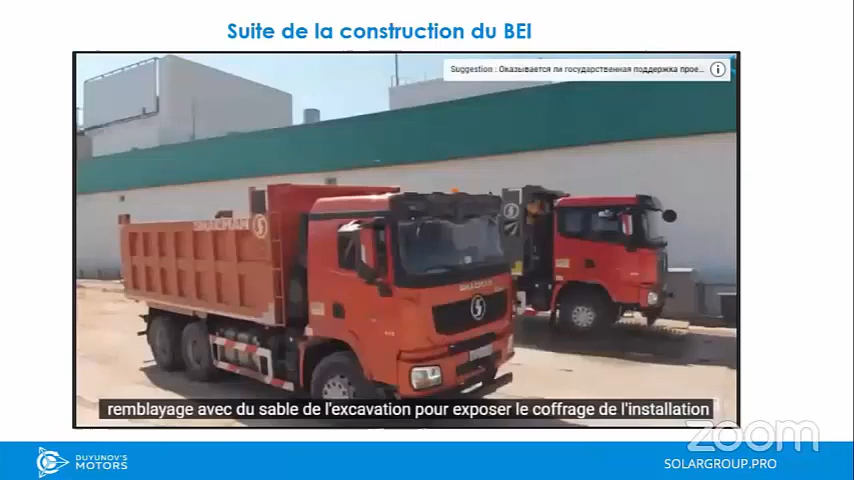 Suite de la construction du BEI
Suggestion : Оказывается ли государственная поддержка прое...
SHACMAN
remblayage avec du sable de l'excavation pour exposer le coffrage de l'installation
zoom
DUYUNOV'S
MOTORS
SOLARGROUP.PRO